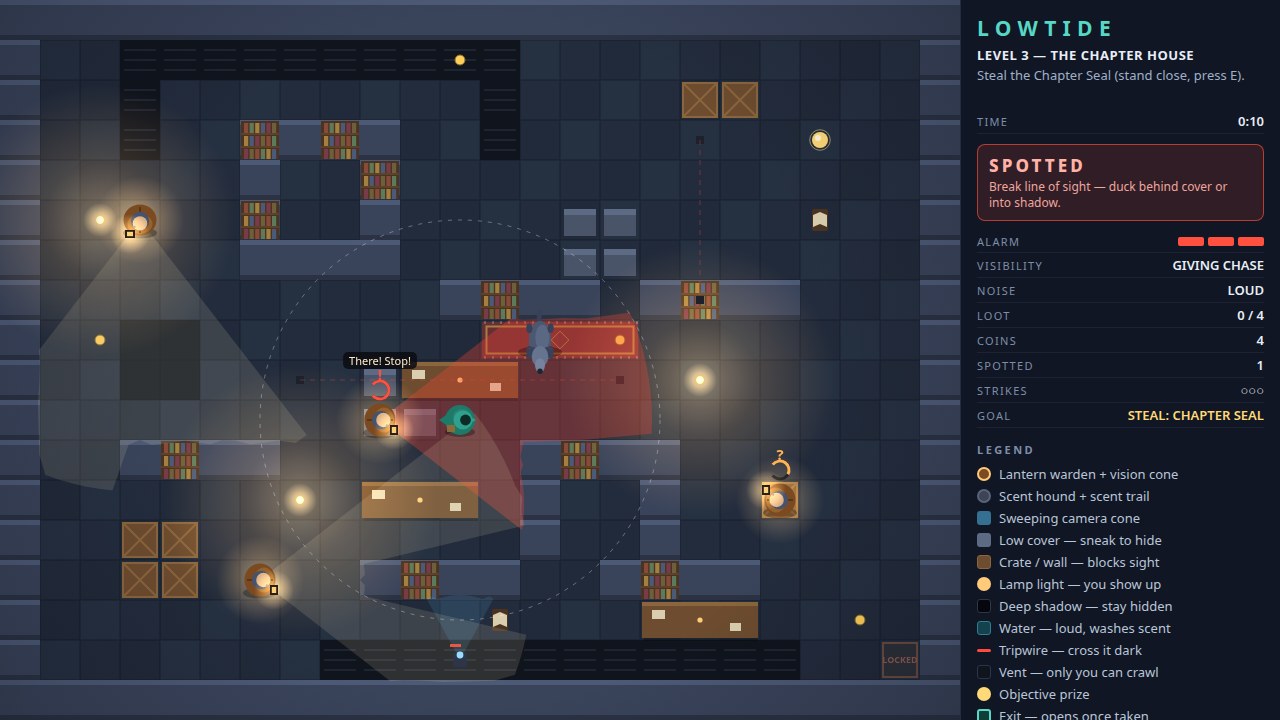 LOWTIDE
LEVEL 3 — THE CHAPTER HOUSE
Steal the Chapter Seal (stand close, press E).
TIME 0:10
SPOTTED
Break line of sight — duck behind cover or
into shadow.
ALARM
VISIBILITY GIVING CHASE
NOISE LOUD
LOOT 0 / 4
COINS 4
SPOTTED 1
STRIKES ○○○
GOAL STEAL: CHAPTER SEAL
LEGEND
Lantern warden + vision cone
Scent hound + scent trail
Sweeping camera cone
Low cover — sneak to hide
Crate / wall — blocks sight
Lamp light — you show up
Deep shadow — stay hidden
Water — loud, washes scent
Tripwire — cross it dark
Vent — only you can crawl
Objective prize
Exit — opens once taken
There! Stop!
?
LOCKED